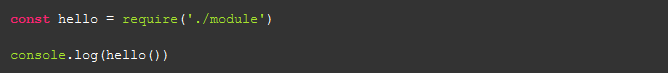 const hello = require('./module')
console.log(hello())